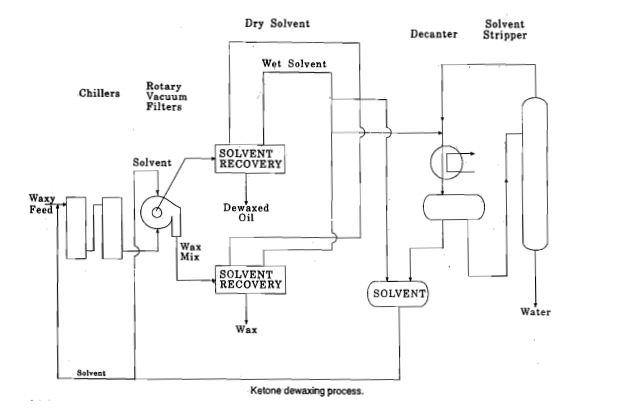 Dry Solvent
Decanter
Solvent
Stripper
Wet Solvent
Chillers
Rotary
Vacuum
Filters
SOLVENT
RECOVERY
Solvent
Waxy
Feed
Dewaxed
Oil
Wax
Mix
SOLVENT
RECOVERY
SOLVENT
Water
Wax
Solvent
Ketone dewaxing process.